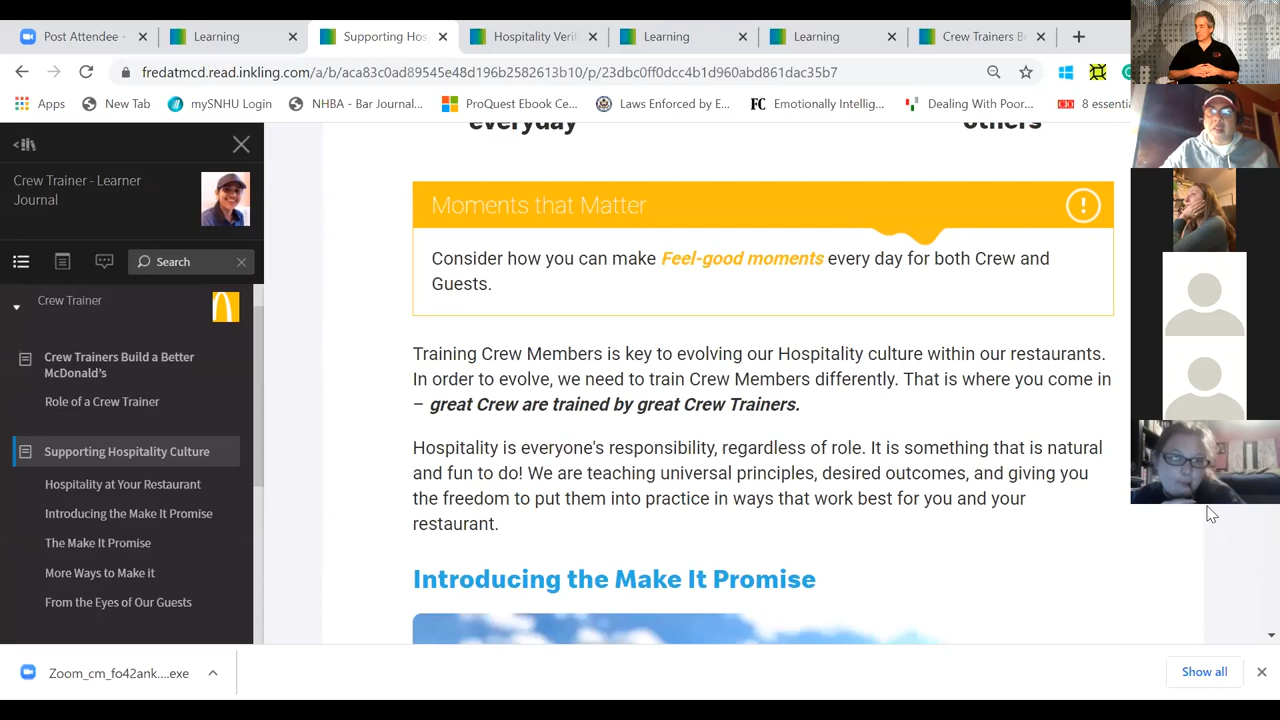 Post Attendee -
Learning
Supporting Hos
Hospitality Verif
Learning
Learning
Crew Trainers B
fredatmcd.read.inkling.com/a/b/aca83c0ad89545e48d196b2582613b10/p/23dbc0ff0dcc4b1d960abd861dac35b7
Apps
New Tab
mySNHU Login
NHBA - Bar Journal...
ProQuest Ebook Ce...
Laws Enforced by E...
FC
Emotionally Intellig...
Dealing With Poor...
CIO
8 essenti
everyday
others
Crew Trainer - Learner
Journal
Search
Crew Trainer
Crew Trainers Build a Better
McDonald's
Role of a Crew Trainer
Supporting Hospitality Culture
Hospitality at Your Restaurant
Introducing the Make It Promise
The Make It Promise
More Ways to Make it
From the Eyes of Our Guests
Moments that Matter
Consider how you can make Feel-good moments every day for both Crew and
Guests.
Training Crew Members is key to evolving our Hospitality culture within our restaurants.
In order to evolve, we need to train Crew Members differently. That is where you come in
– great Crew are trained by great Crew Trainers.
Hospitality is everyone's responsibility, regardless of role. It is something that is natural
and fun to do! We are teaching universal principles, desired outcomes, and giving you
the freedom to put them into practice in ways that work best for you and your
restaurant.
Introducing the Make It Promise
Zoom_cm_fo42ank....exe
Show all